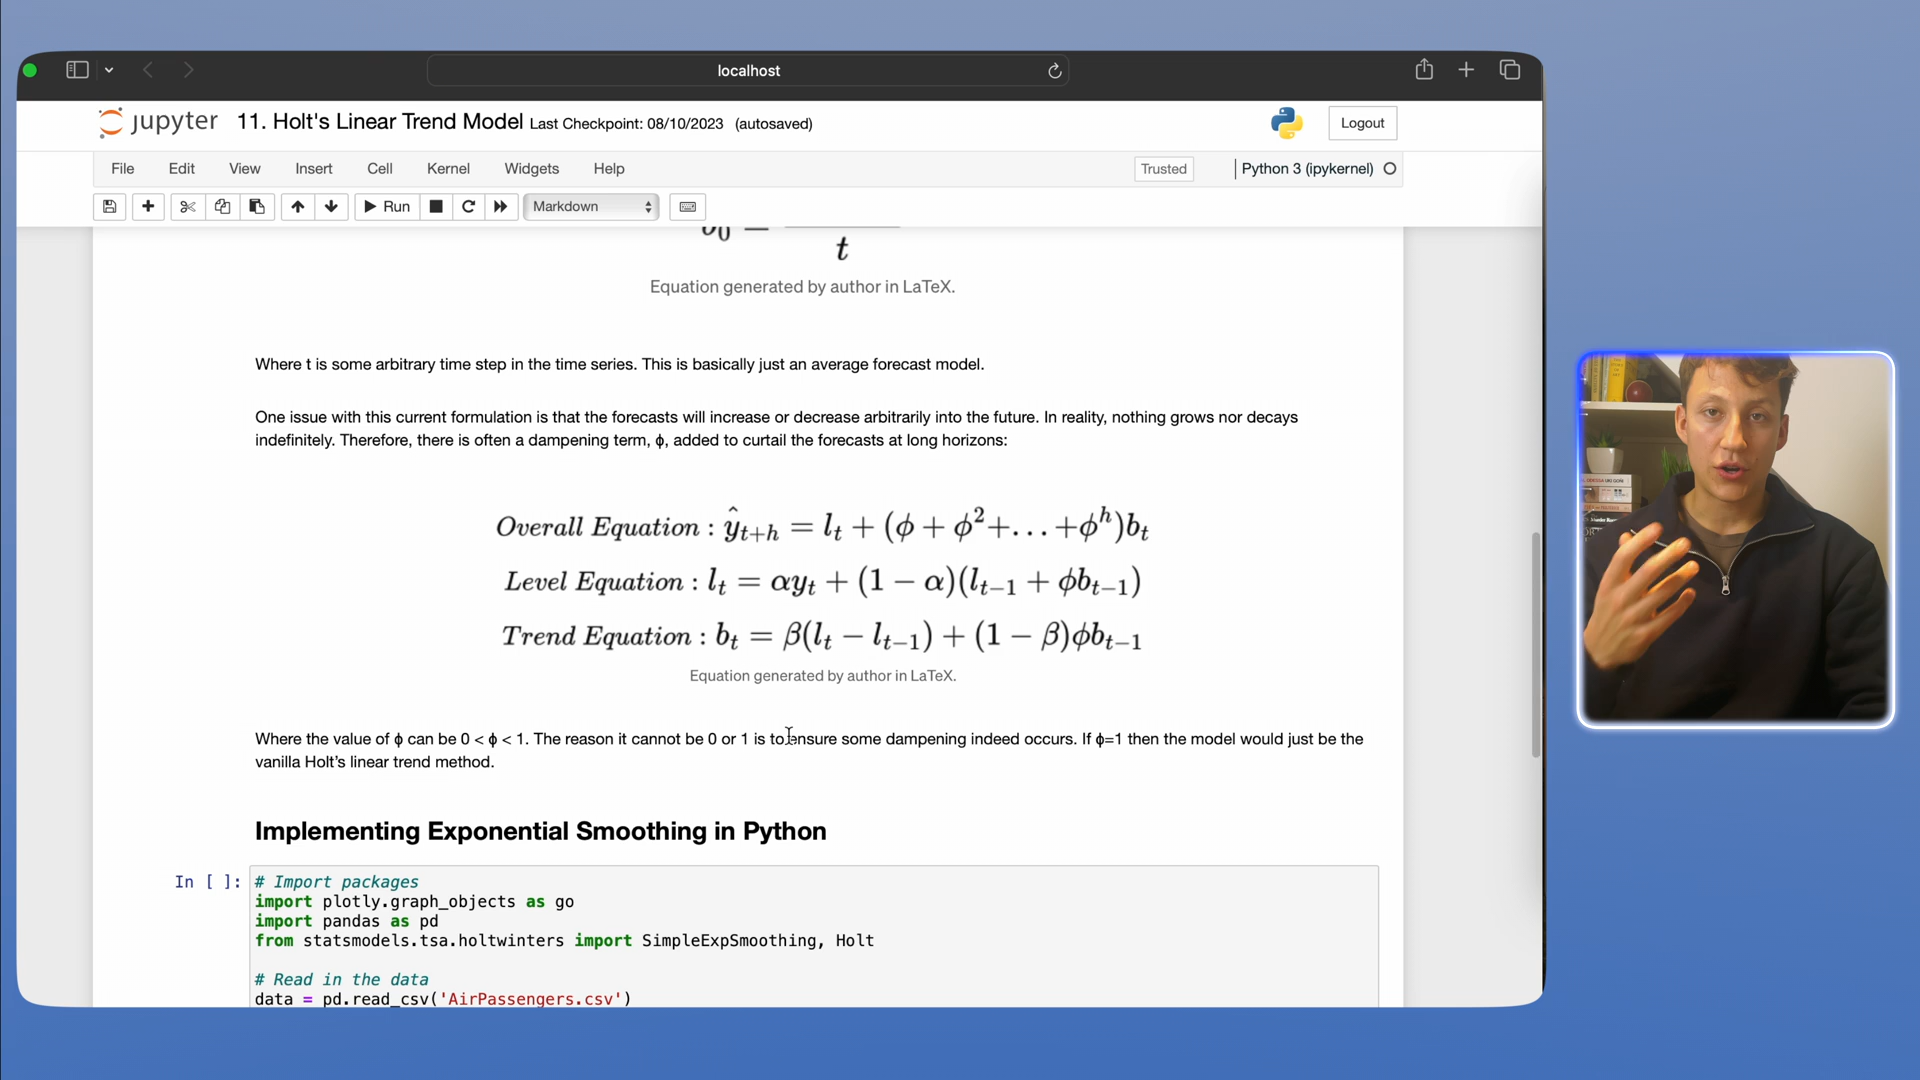 localhost
jupyter 11. Holt's Linear Trend Model Last Checkpoint: 08/10/2023 (autosaved)
Logout
File Edit View Insert Cell Kernel Widgets Help
Trusted
Python 3 (ipykernel)
Run
Markdown
t
Equation generated by author in LaTeX.
Where t is some arbitrary time step in the time series. This is basically just an average forecast model.
One issue with this current formulation is that the forecasts will increase or decrease arbitrarily into the future. In reality, nothing grows nor decays
indefinitely. Therefore, there is often a dampening term, ϕ, added to curtail the forecasts at long horizons:
Overall Equation : ŷ_{t+h} = l_t + (ϕ + ϕ^2+…+ϕ^h)b_t
Level Equation : l_t = αy_t + (1 − α)(l_{t−1} + ϕb_{t−1})
Trend Equation : b_t = β(l_t − l_{t−1}) + (1 − β)ϕb_{t−1}
Equation generated by author in LaTeX.
Where the value of ϕ can be 0 < ϕ < 1. The reason it cannot be 0 or 1 is to ensure some dampening indeed occurs. If ϕ=1 then the model would just be the
vanilla Holt's linear trend method.
Implementing Exponential Smoothing in Python
In [ ]:
# Import packages
import plotly.graph_objects as go
import pandas as pd
from statsmodels.tsa.holtwinters import SimpleExpSmoothing, Holt
# Read in the data
data = pd.read_csv('AirPassengers.csv')